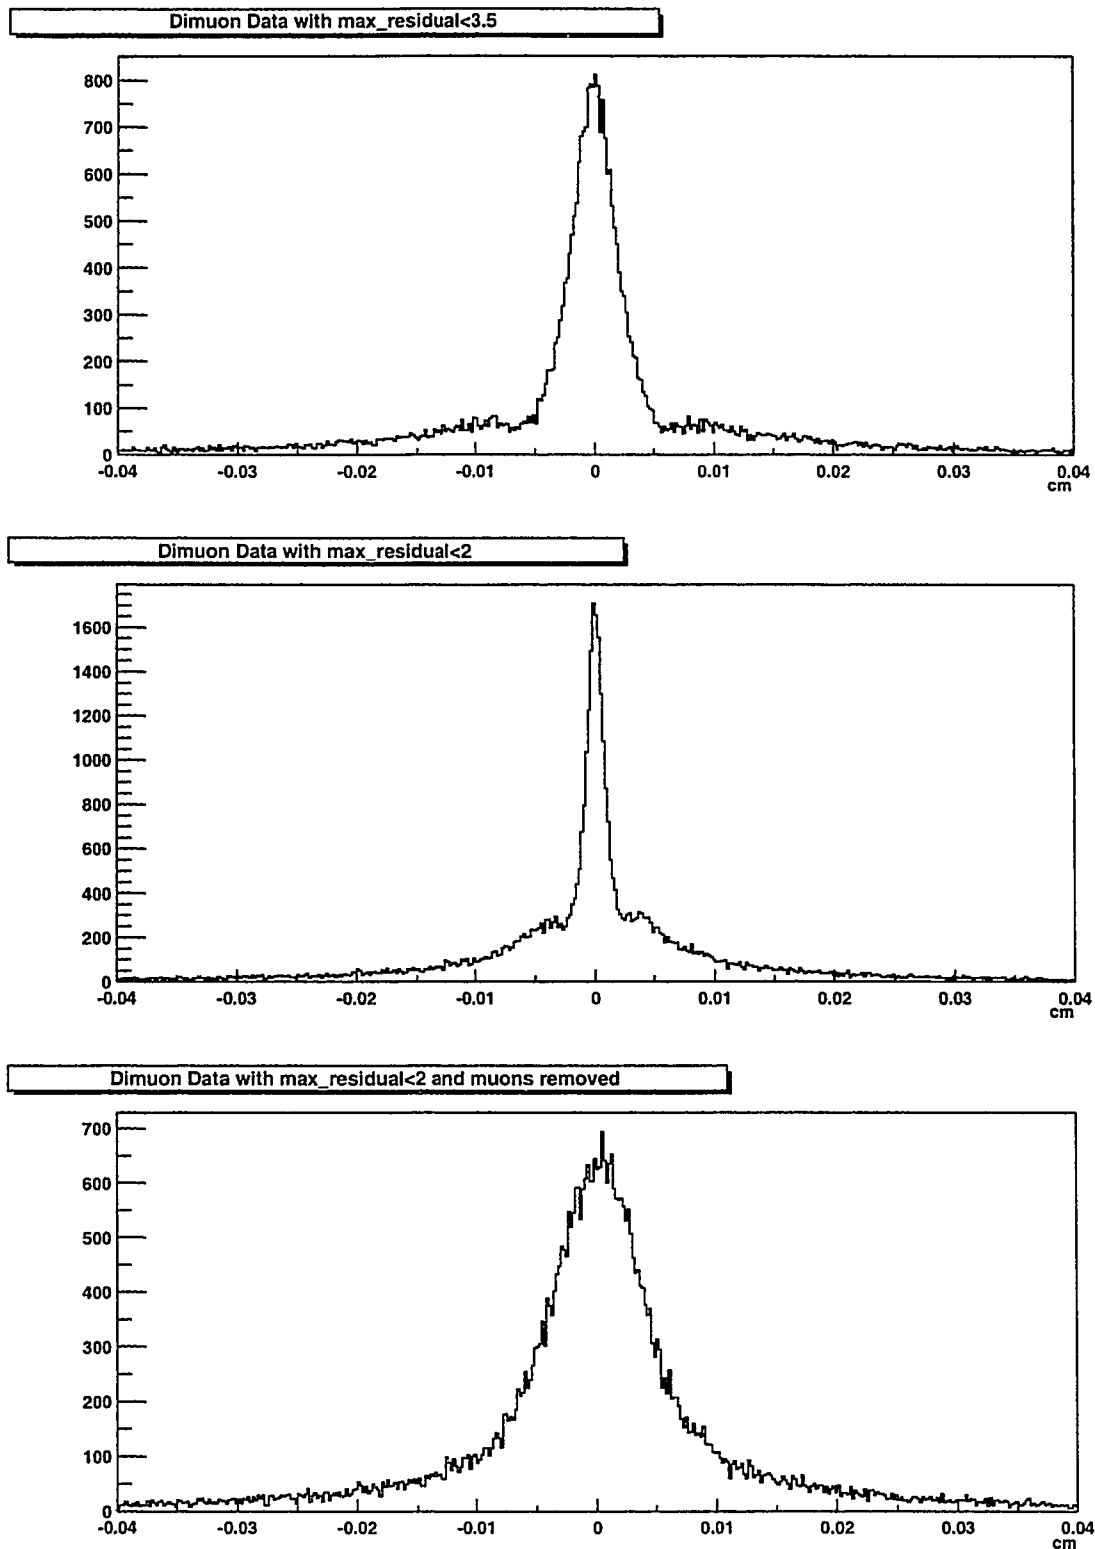 Dimuon Data with max_residual<3.5
800
700
600
500
400
300
200
100
0
-0.04 -0.03 -0.02 -0.01 0 0.01 0.02 0.03 0.04
cm
Dimuon Data with max_residual<2
1600
1400
1200
1000
800
600
400
200
0
-0.04 -0.03 -0.02 -0.01 0 0.01 0.02 0.03 0.04
cm
Dimuon Data with max_residual<2 and muons removed
700
600
500
400
300
200
100
0
-0.04 -0.03 -0.02 -0.01 0 0.01 0.02 0.03 0.04
cm